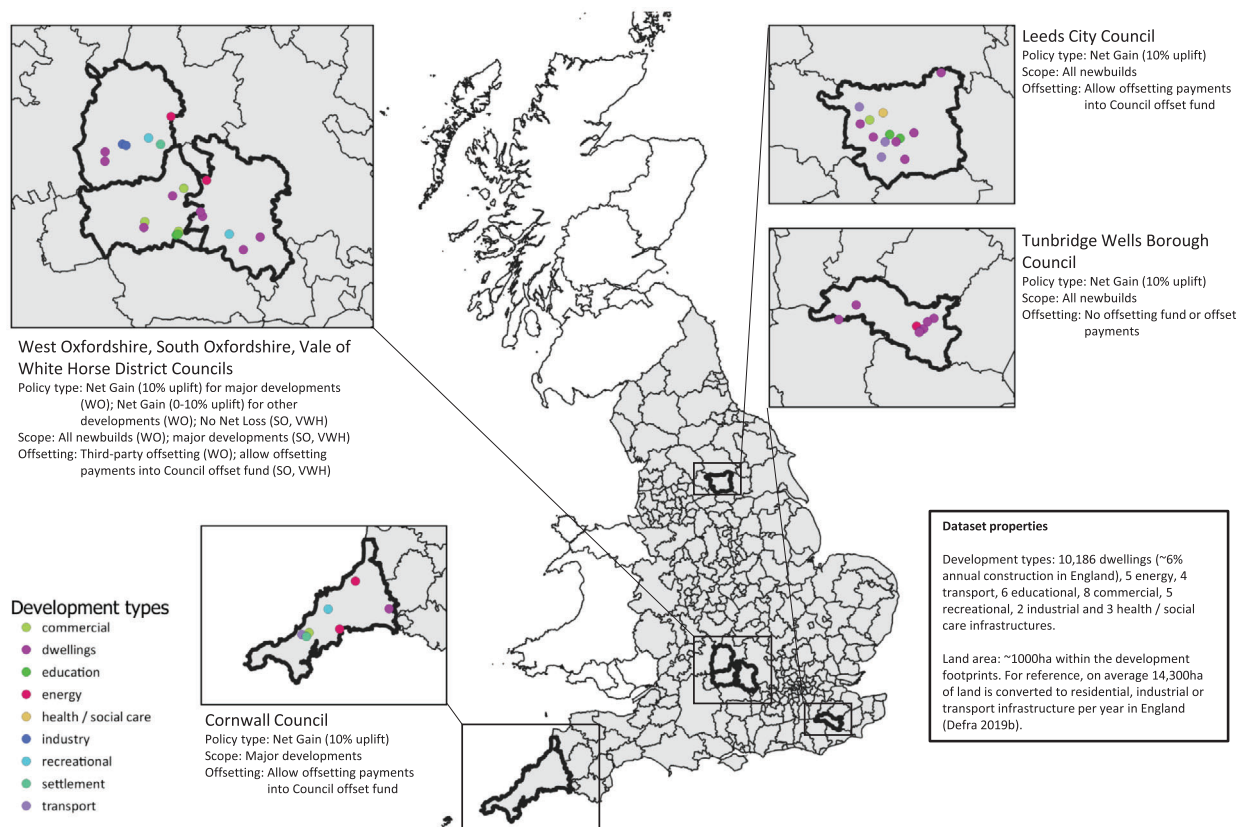 Leeds City Council
Policy type: Net Gain (10% uplift)
Scope: All newbuilds
Offsetting: Allow offsetting payments
into Council offset fund
Tunbridge Wells Borough
Council
Policy type: Net Gain (10% uplift)
Scope: All newbuilds
Offsetting: No offsetting fund or offset
payments
West Oxfordshire, South Oxfordshire, Vale of
White Horse District Councils
Policy type: Net Gain (10% uplift) for major developments
(WO); Net Gain (0-10% uplift) for other
developments (WO); No Net Loss (SO, VWH)
Scope: All newbuilds (WO); major developments (SO, VWH)
Offsetting: Third-party offsetting (WO); allow offsetting
payments into Council offset fund (SO, VWH)
Development types
commercial
dwellings
education
energy
health / social care
industry
recreational
settlement
transport
Cornwall Council
Policy type: Net Gain (10% uplift)
Scope: Major developments
Offsetting: Allow offsetting payments
into Council offset fund
Dataset properties
Development types: 10,186 dwellings (~6%
annual construction in England), 5 energy, 4
transport, 6 educational, 8 commercial, 5
recreational, 2 industrial and 3 health / social
care infrastructures.
Land area: ~1000ha within the development
footprints. For reference, on average 14,300ha
of land is converted to residential, industrial or
transport infrastructure per year in England
(Defra 2019b).